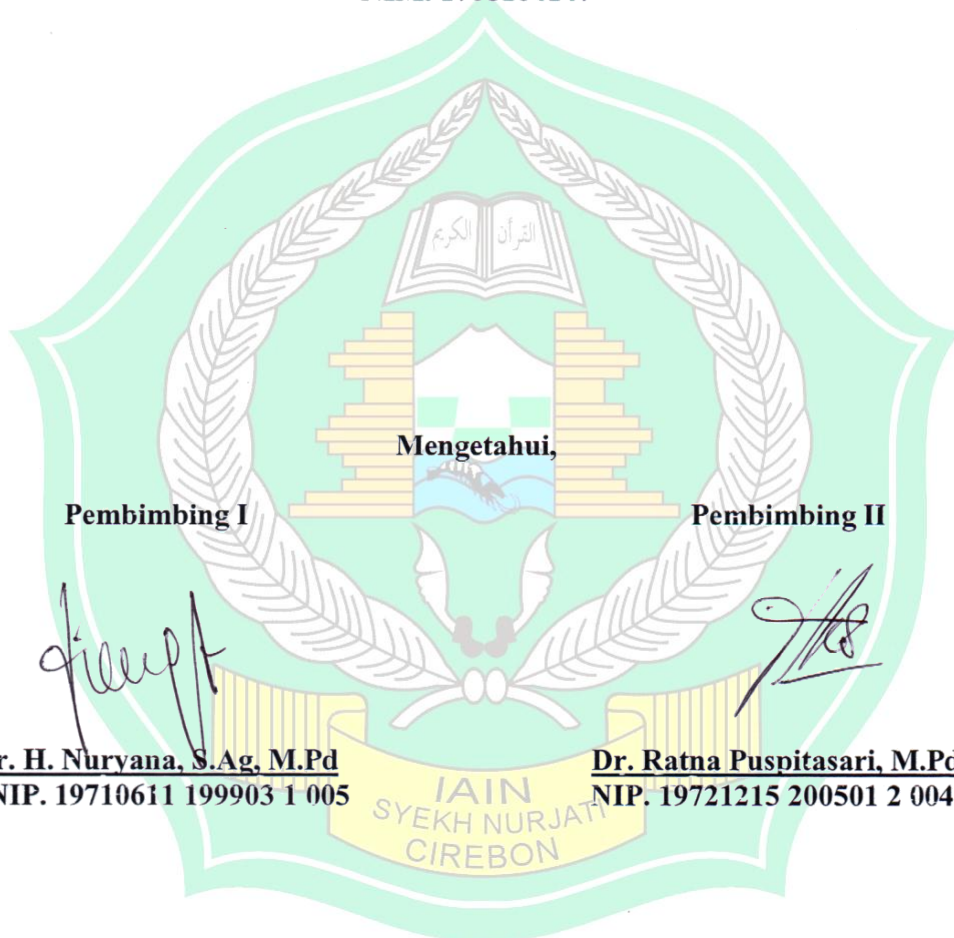 القرآن الكريم
Mengetahui,
Pembimbing I
Pembimbing II
r. H. Nuryana, S.Ag, M.Pd
NIP. 19710611 199903 1 005
Dr. Ratna Puspitasari, M.Pd
NIP. 19721215 200501 2 004
IAIN
SYEKH NURJATI
CIREBON